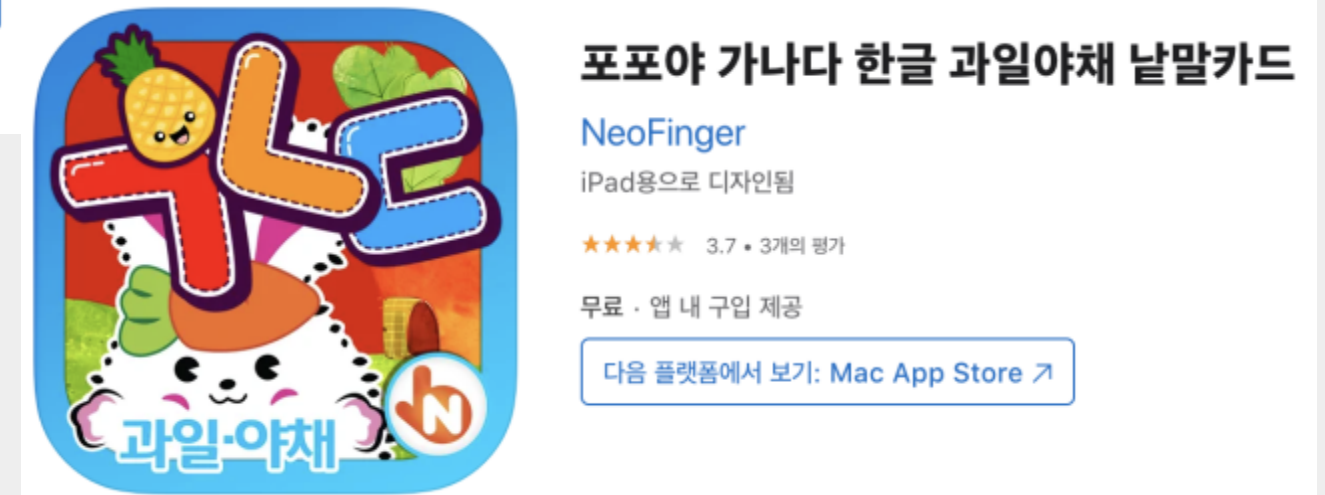 ㅜㄴㄷ
과일·야채
N
포포야 가나다 한글 과일야채 낱말카드
NeoFinger
iPad용으로 디자인됨
3.7 • 3개의 평가
무료 · 앱 내 구입 제공
다음 플랫폼에서 보기: Mac App Store ↗